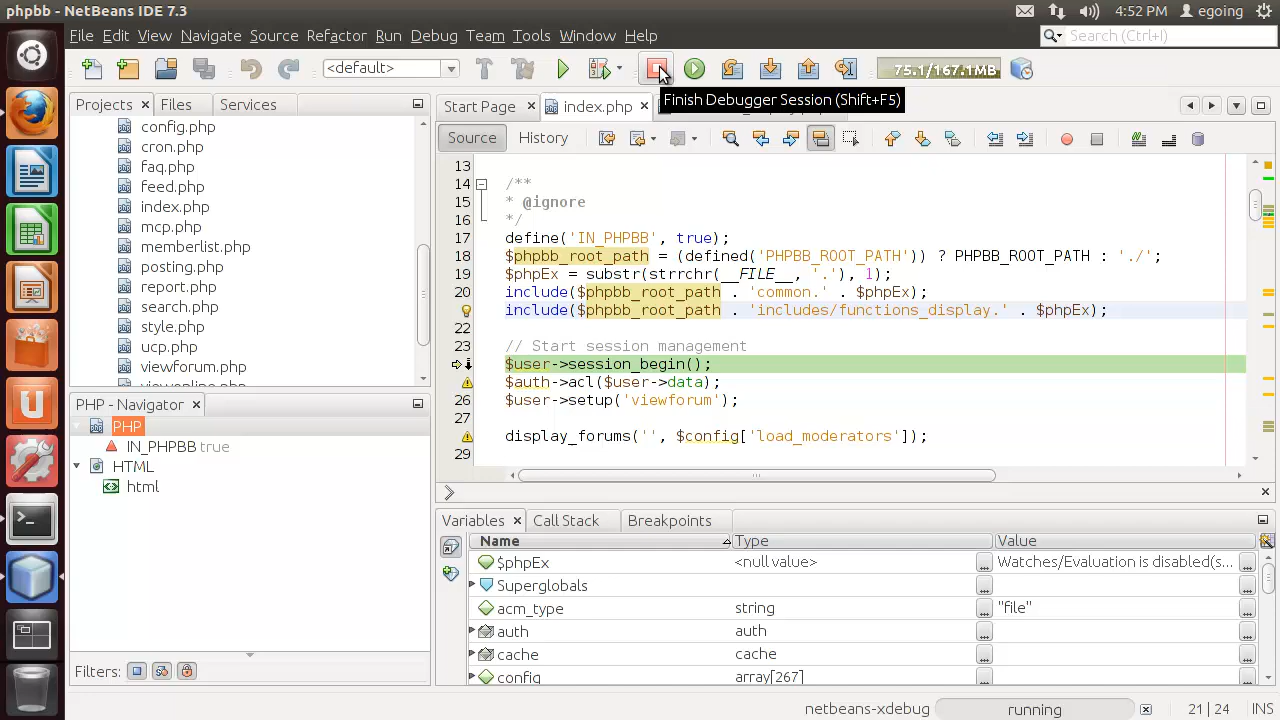 phpbb - NetBeans IDE 7.3
4:52 PM
egoing
File Edit View Navigate Source Refactor Run Debug Team Tools Window Help
Search (Ctrl+I)
<default>
75.1/167.1MB
Finish Debugger Session (Shift+F5)
Projects
Files
Services
config.php
cron.php
faq.php
feed.php
index.php
mcp.php
memberlist.php
posting.php
report.php
search.php
style.php
ucp.php
viewforum.php
viewonline.php
PHP - Navigator
PHP
IN_PHPBB true
HTML
html
Filters:
Start Page
index.php
Source
History
13
14 /**
15 * @ignore
16 */
17 define('IN_PHPBB', true);
18 $phpbb_root_path = (defined('PHPBB_ROOT_PATH')) ? PHPBB_ROOT_PATH : './';
19 $phpEx = substr(strrchr(__FILE__, '.'), 1);
20 include($phpbb_root_path . 'common.' . $phpEx);
include($phpbb_root_path . 'includes/functions_display.' . $phpEx);
22
23 // Start session management
$user->session_begin();
$auth->acl($user->data);
26 $user->setup('viewforum');
27
display_forums('', $config['load_moderators']);
29
Variables
Call Stack
Breakpoints
Name Type Value
$phpEx <null value> ... Watches/Evaluation is disabled(s... ...
Superglobals ... ...
acm_type string ... "file" ...
auth auth ... ...
cache cache ... ...
config array[267] ... ...
netbeans-xdebug running 21 | 24 INS